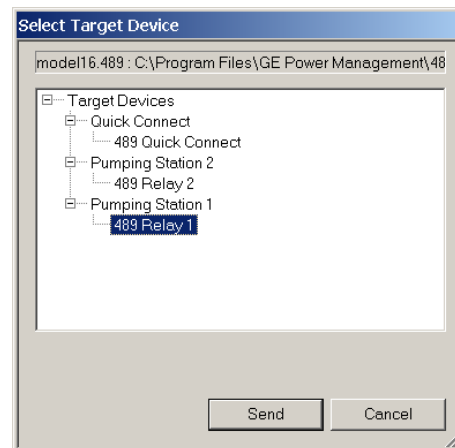 Select Target Device
model16.489 : C:\Program Files\GE Power Management\48
Target Devices
Quick Connect
489 Quick Connect
Pumping Station 2
489 Relay 2
Pumping Station 1
489 Relay 1
Send
Cancel